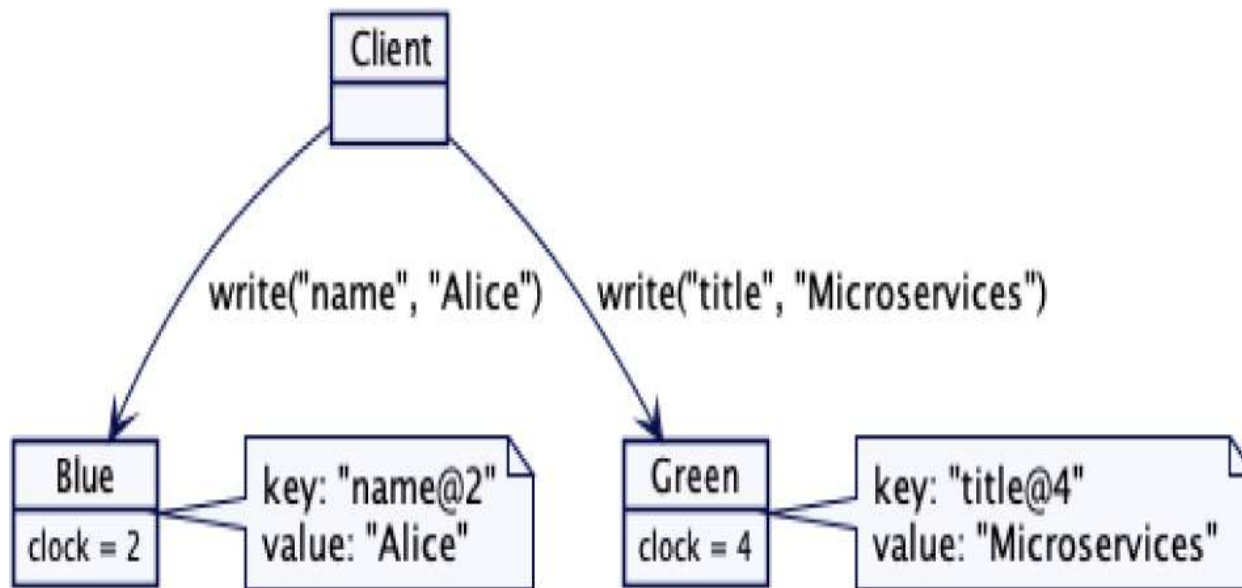 Client
write("name", "Alice")
write("title", "Microservices")
Blue
clock = 2
key: "name@2"
value: "Alice"
Green
clock = 4
key: "title@4"
value: "Microservices"